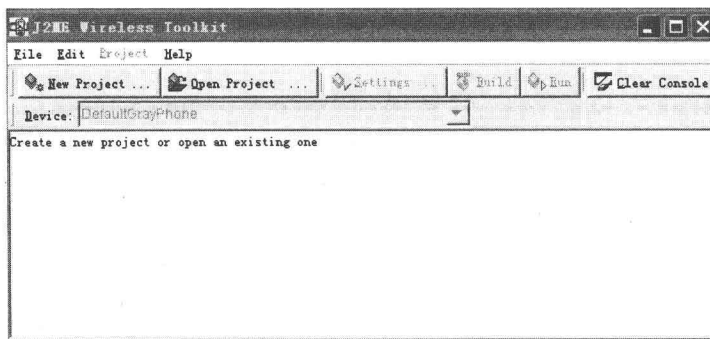 J2ME Wireless Toolkit
File Edit Project Help
New Project ... Open Project ... Settings ... Build Run Clear Console
Device: DefaultGrayPhone
Create a new project or open an existing one